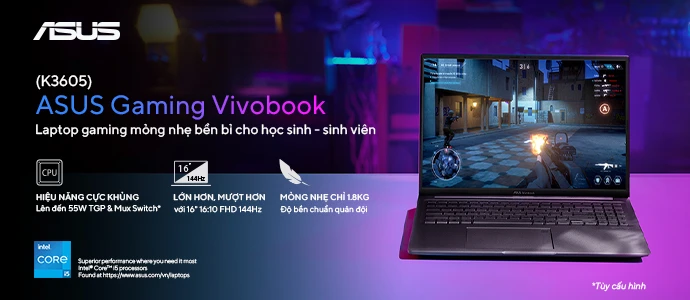 ASUS
(K3605)
ASUS Gaming Vivobook
Laptop gaming mỏng nhẹ bền bỉ cho học sinh - sinh viên
CPU
HIỆU NĂNG CỰC KHỦNG
Lên đến 55W TGP & Mux Switch*
16"
144Hz
LỚN HƠN, MƯỢT HƠN
với 16" 16:10 FHD 144Hz
MỎNG NHẸ CHỈ 1.8KG
Độ bền chuẩn quân đội
intel
CORE
i5
Superior performance where you need it most
Intel® Core™ i5 processors
Found at https://www.asus.com/vn/laptops
3:4
A
*Tùy cấu hình